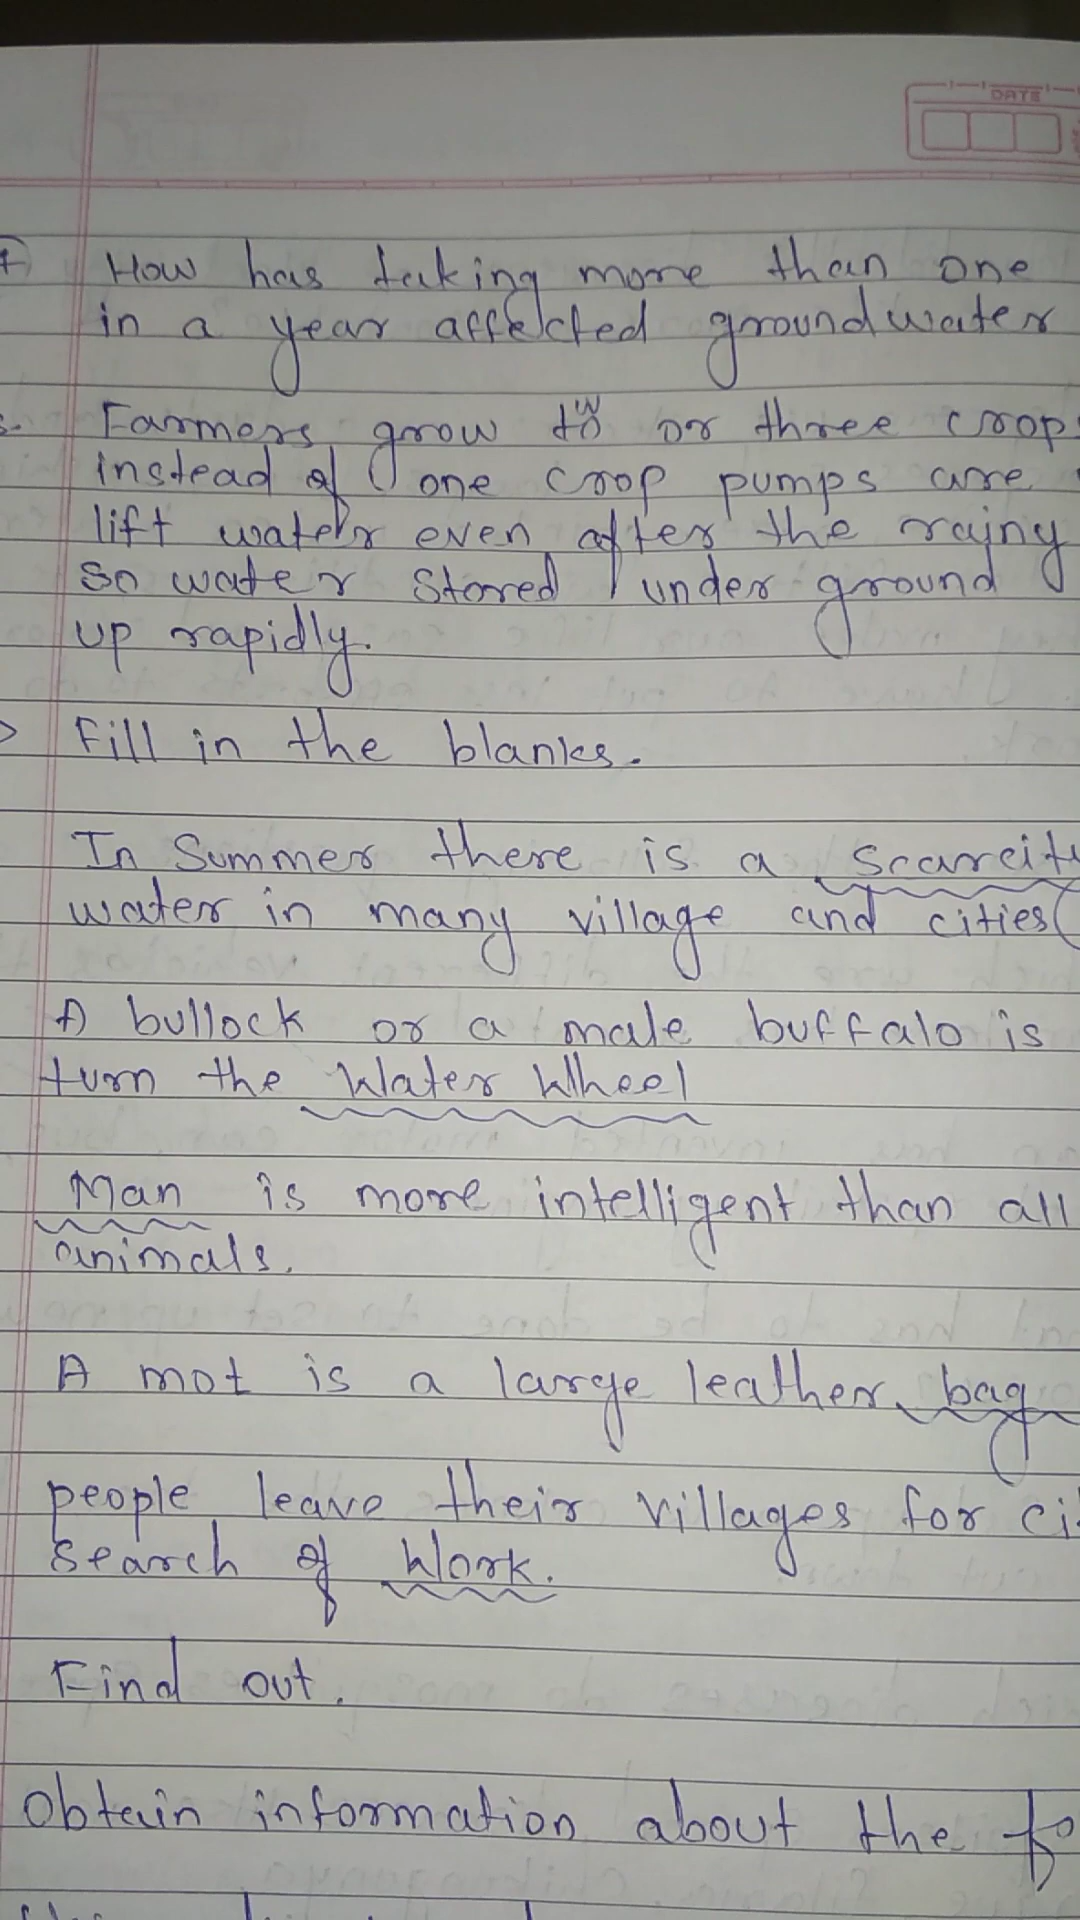 DATE
How has taking more than one
in a year affected groundwater
Farmers grow two or three crops
instead of one crop pumps are
lift water even after the rainy
so water stored under ground
up rapidly.
Fill in the blanks.
In Summer there is a scarcity
water in many village and cities
A bullock or a male buffalo is
turn the Water Wheel
Man is more intelligent than all
animals.
A mot is a large leather bag
people leave their villages for
search of Work.
Find out.
obtain information about the